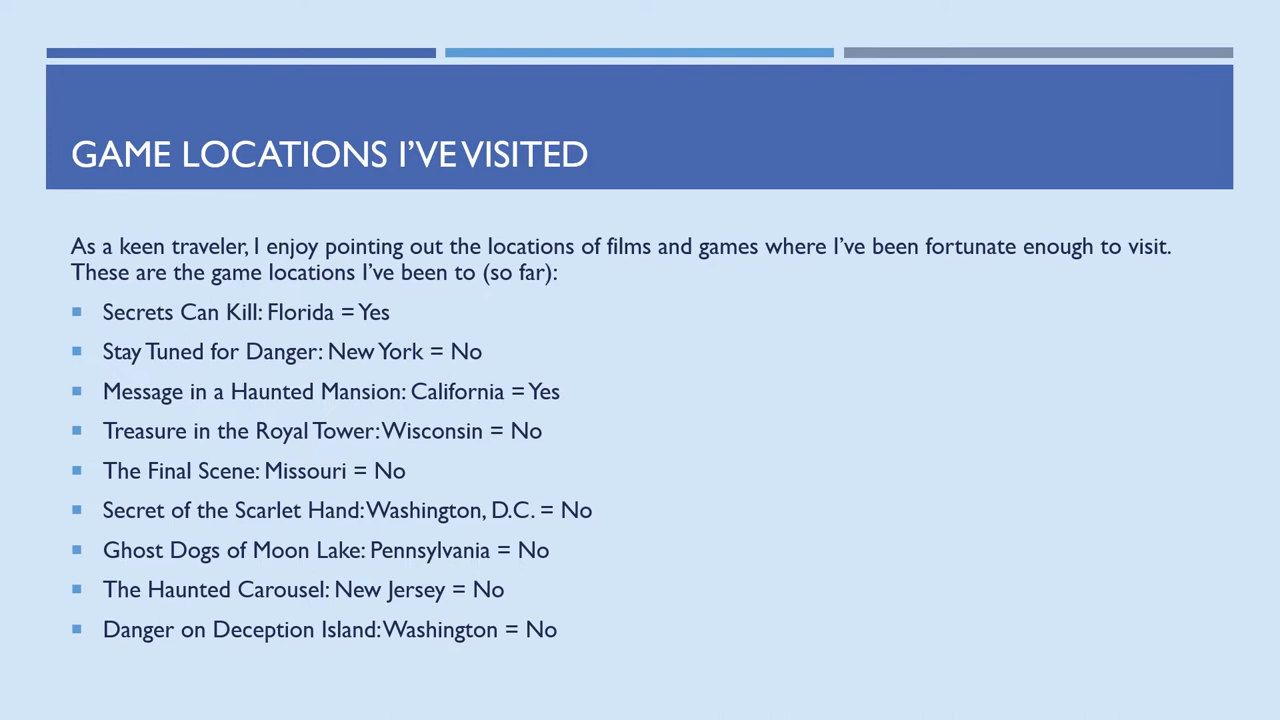 GAME LOCATIONS I'VE VISITED
As a keen traveler, I enjoy pointing out the locations of films and games where I've been fortunate enough to visit.
These are the game locations I've been to (so far):
Secrets Can Kill: Florida = Yes
Stay Tuned for Danger: New York = No
Message in a Haunted Mansion: California = Yes
Treasure in the Royal Tower: Wisconsin = No
The Final Scene: Missouri = No
Secret of the Scarlet Hand: Washington, D.C. = No
Ghost Dogs of Moon Lake: Pennsylvania = No
The Haunted Carousel: New Jersey = No
Danger on Deception Island: Washington = No